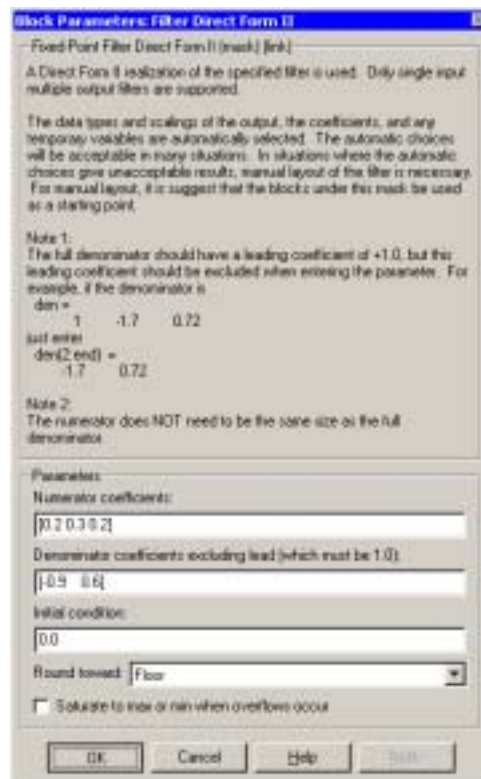 Block Parameters: Filter Direct Form II
Fixed-Point Filter Direct Form II (mask) (link)
A Direct Form II realization of the specified filter is used. Only single input
multiple output filters are supported.
The data types and scalings of the output, the coefficients, and any
temporary variables are automatically selected. The automatic choices
will be acceptable in many situations. In situations where the automatic
choices give unacceptable results, manual layout of the filter is necessary.
For manual layout, it is suggest that the blocks under this mask be used
as a starting point.
Note 1:
The full denominator should have a leading coefficient of +1.0, but this
leading coefficient should be excluded when entering the parameter. For
example, if the denominator is
den =
1 -1.7 0.72
just enter
den(2:end) =
-1.7 0.72
Note 2:
The numerator does NOT need to be the same size as the full
denominator.
Parameters
Numerator coefficients:
[0.2 0.3 0.2]
Denominator coefficients excluding lead (which must be 1.0):
[-0.9 0.6]
Initial condition:
0.0
Round toward: Floor
Saturate to max or min when overflows occur
OK Cancel Help